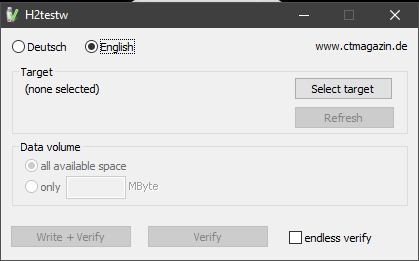 H2testw
Deutsch English www.ctmagazin.de
Target
(none selected) Select target
Refresh
Data volume
all available space
only MByte
Write + Verify Verify endless verify